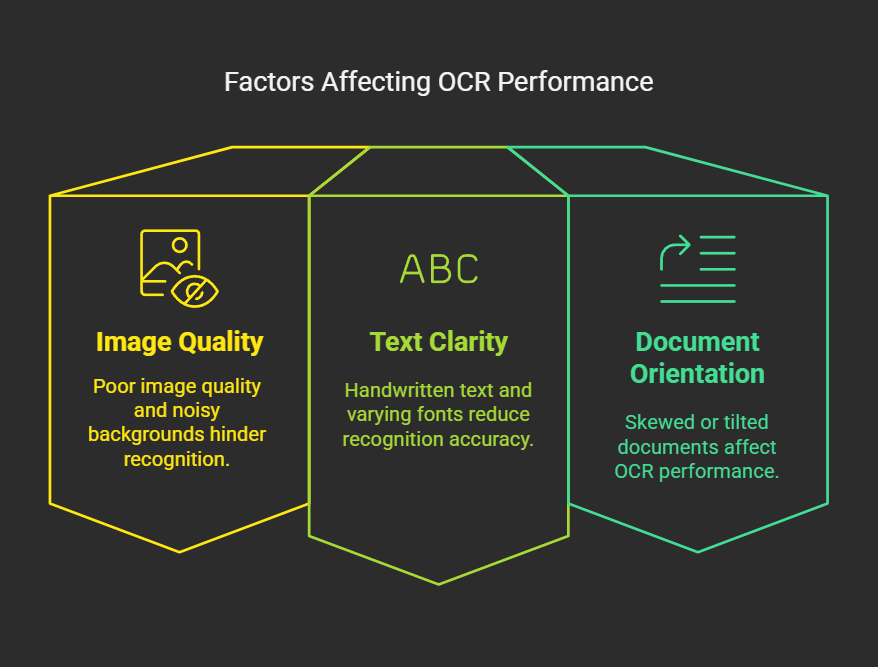 Factors Affecting OCR Performance
ABC
Image Quality
Poor image quality
and noisy
backgrounds hinder
recognition.
Text Clarity
Handwritten text and
varying fonts reduce
recognition accuracy.
Document
Orientation
Skewed or tilted
documents affect
OCR performance.